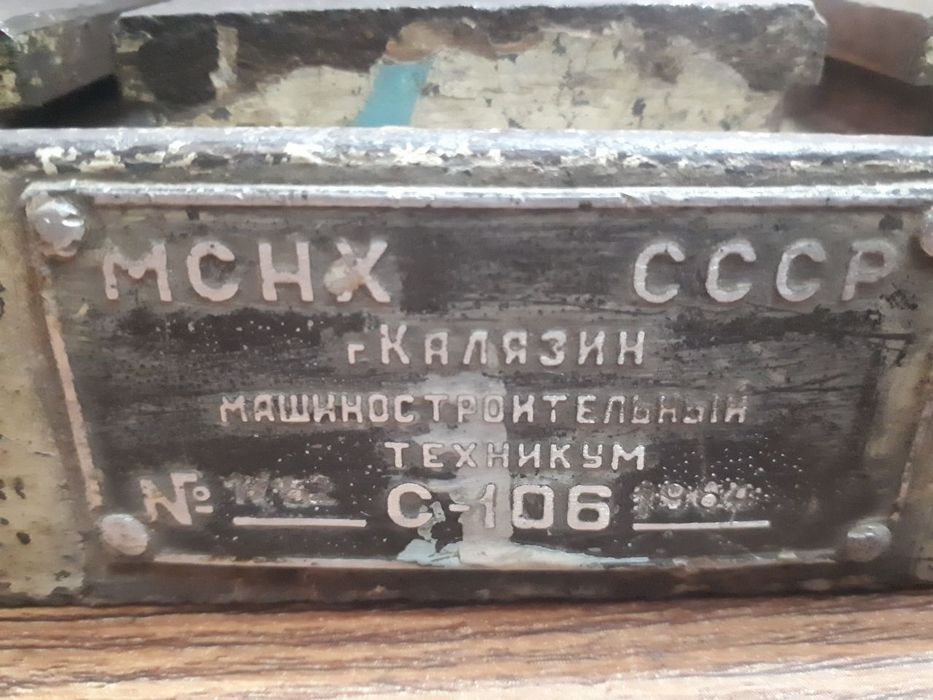 МСНХ СССР
г Калязин
МАШИНОСТРОИТЕЛЬНЫЙ
ТЕХНИКУМ
№ С-106